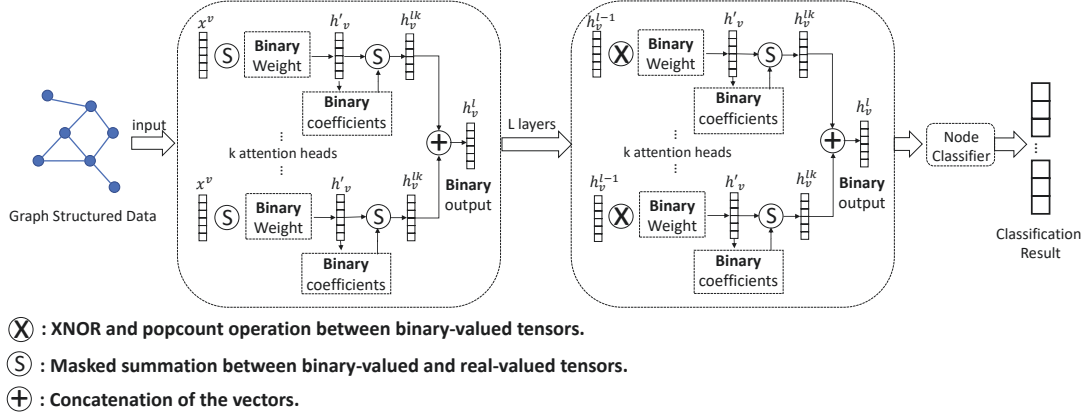 x^v
h'_v
h_v^{lk}
S
Binary
Weight
S
Binary
coefficients
⋮
k attention heads
⋮
x^v
h'_v
h_v^{lk}
S
Binary
Weight
S
Binary
coefficients
+
h_v^l
Binary
output
Graph Structured Data
input
L layers
h_v^{l-1}
h'_v
h_v^{lk}
X
Binary
Weight
S
Binary
coefficients
⋮
k attention heads
⋮
h_v^{l-1}
h'_v
h_v^{lk}
X
Binary
Weight
S
Binary
coefficients
+
h_v^l
Binary
output
Node
Classifier
⋮
Classification
Result
X : XNOR and popcount operation between binary-valued tensors.
S : Masked summation between binary-valued and real-valued tensors.
+ : Concatenation of the vectors.